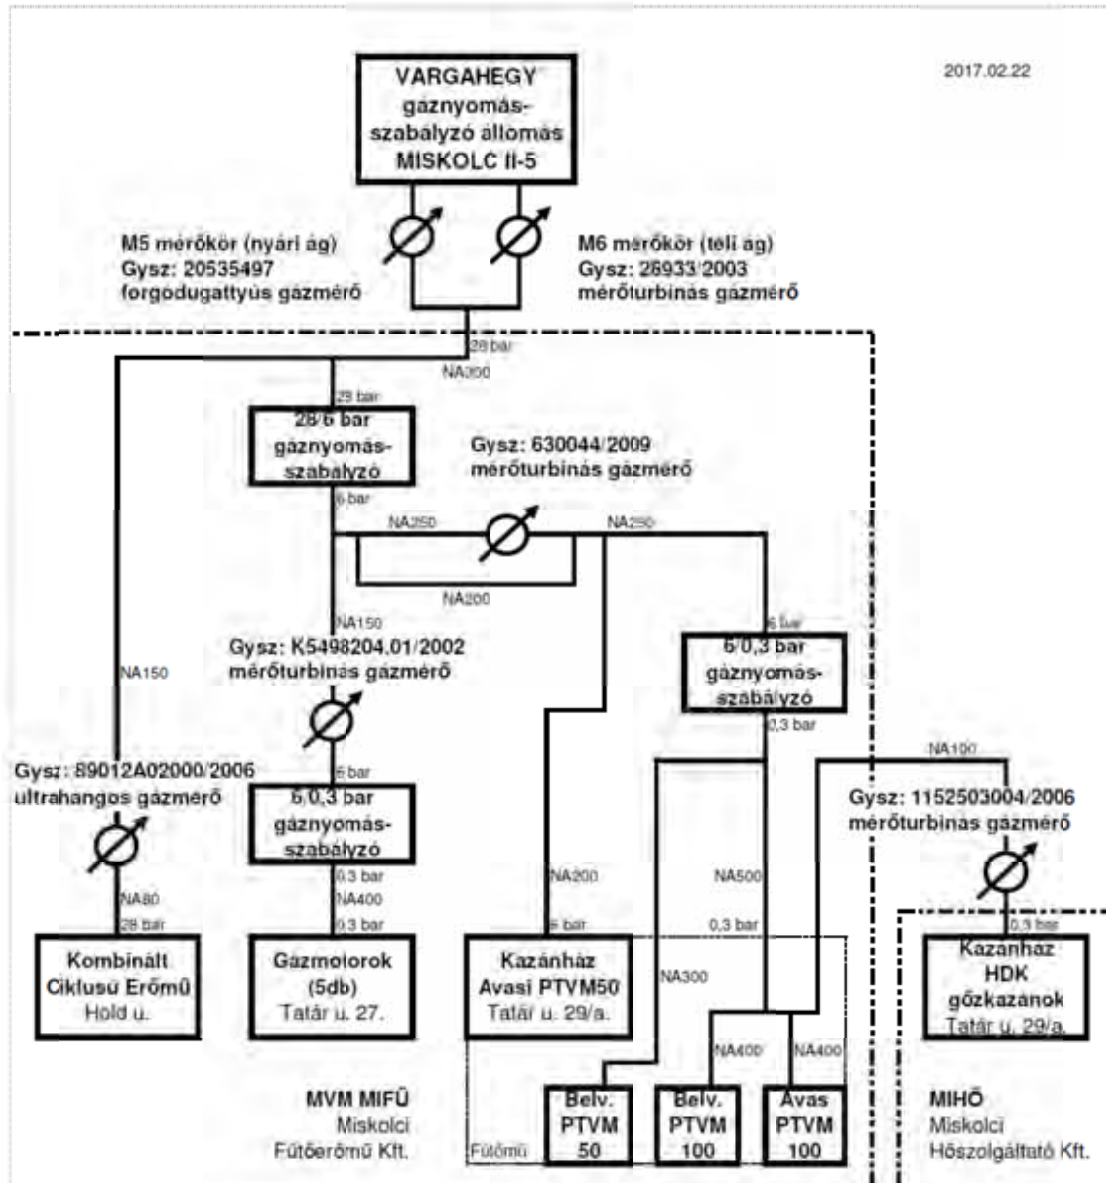 2017.02.22
VARGAHEGY
gáznyomás-
szabályzó állomás
MISKOLC II-5
M5 mérőkör (nyári ág)
Gysz: 20535497
forgódugattyús gázmérő
M6 mérőkör (téli ág)
Gysz: 26933/2003
mérőturbinás gázmérő
28 bar
NA300
28 bar
28/6 bar
gáznyomás-
szabályzó
6 bar
Gysz: 630044/2009
mérőturbinás gázmérő
NA250
NA250
NA200
NA150
Gysz: K5498204.01/2002
mérőturbinás gázmérő
6 bar
6/0,3 bar
gáznyomás-
szabályzó
0,3 bar
NA150
NA100
Gysz: 89012A02000/2006
ultrahangos gázmérő
6 bar
6/0,3 bar
gáznyomás-
szabályzó
Gysz: 1152503004/2006
mérőturbinás gázmérő
NA80
28 bar
0,3 bar
NA400
0,3 bar
NA200
6 bar
NA500
0,3 bar
0,3 bar
Kombinált
Ciklusú Erőmű
Hold u.
Gázmotorok
(5db)
Tatár u. 27.
Kazánház
Avasi PTVM50
Tatár u. 29/a.
NA300
Kazánház
HDK
gőzkazánok
Tatár u. 29/a.
NA400
NA400
MVM MIFŰ
Miskolci
Fűtőerőmű Kft.
Fűtőmű
Belv.
PTVM
50
Belv.
PTVM
100
Avas
PTVM
100
MIHŐ
Miskolci
Hőszolgáltató Kft.